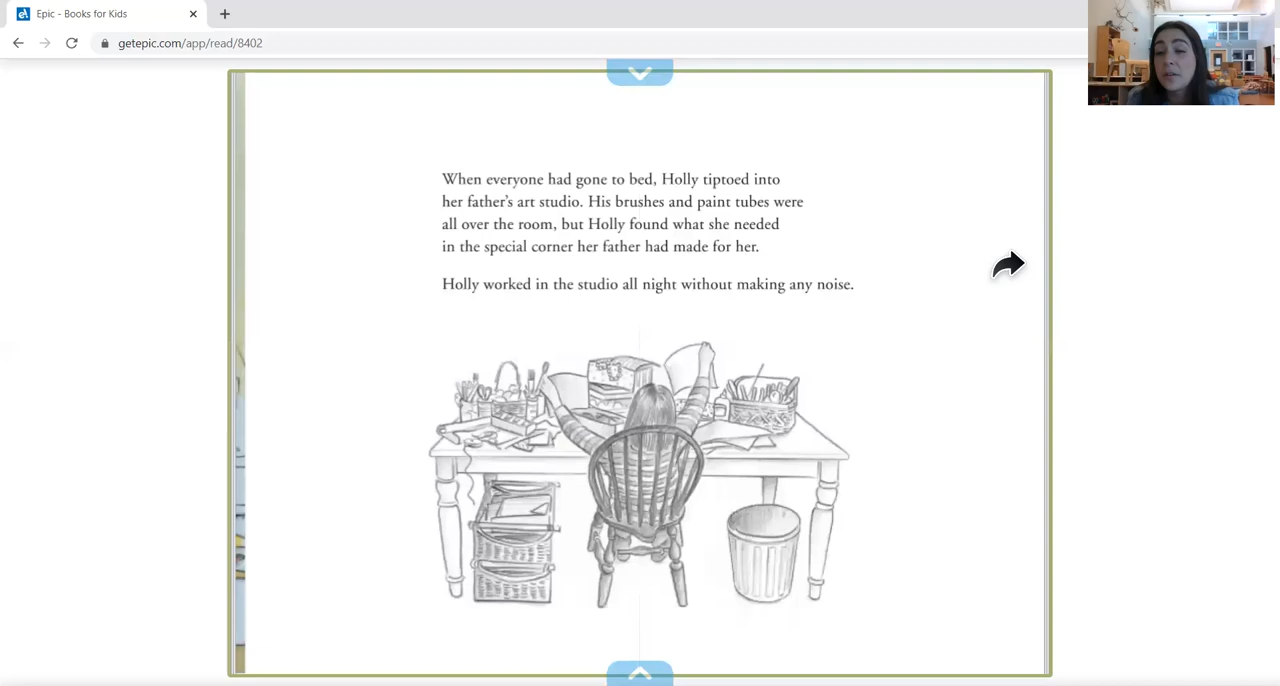 Epic - Books for Kids
getepic.com/app/read/8402
When everyone had gone to bed, Holly tiptoed into
her father's art studio. His brushes and paint tubes were
all over the room, but Holly found what she needed
in the special corner her father had made for her.
Holly worked in the studio all night without making any noise.